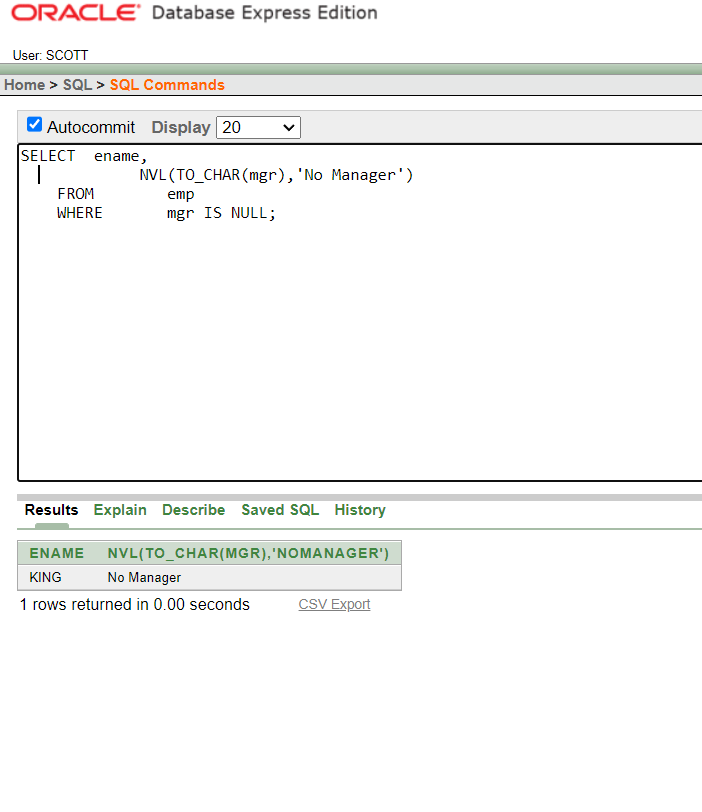 ORACLE Database Express Edition
User: SCOTT
Home > SQL > SQL Commands
Autocommit Display 20
SELECT ename,
NVL(TO_CHAR(mgr),'No Manager')
FROM emp
WHERE mgr IS NULL;
Results Explain Describe Saved SQL History
ENAME NVL(TO_CHAR(MGR),'NOMANAGER')
KING No Manager
1 rows returned in 0.00 seconds CSV Export